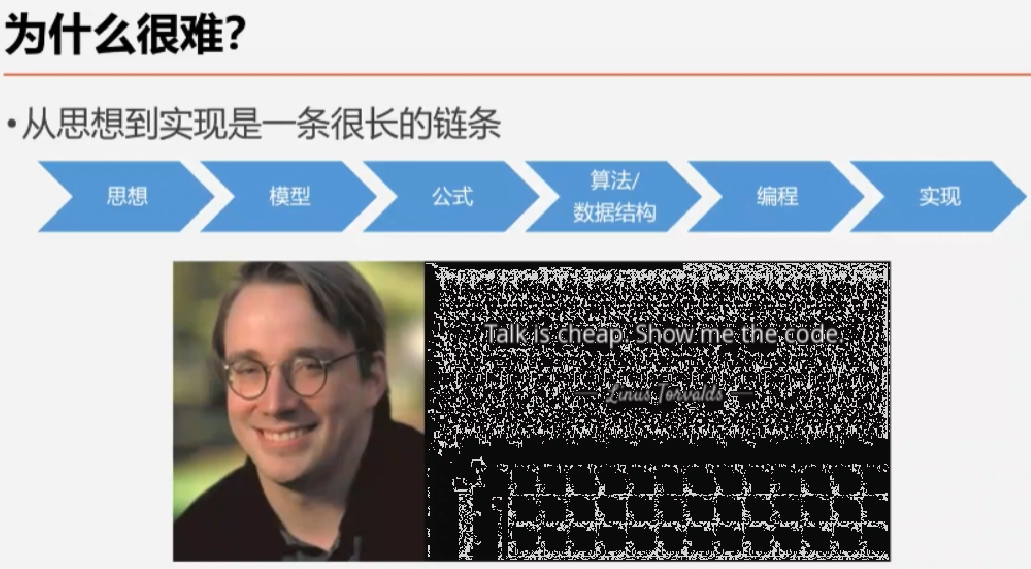 为什么很难？
•从思想到实现是一条很长的链条
思想
模型
公式
算法/
数据结构
编程
实现
Talk is cheap. Show me the code.
— Linus Torvalds —